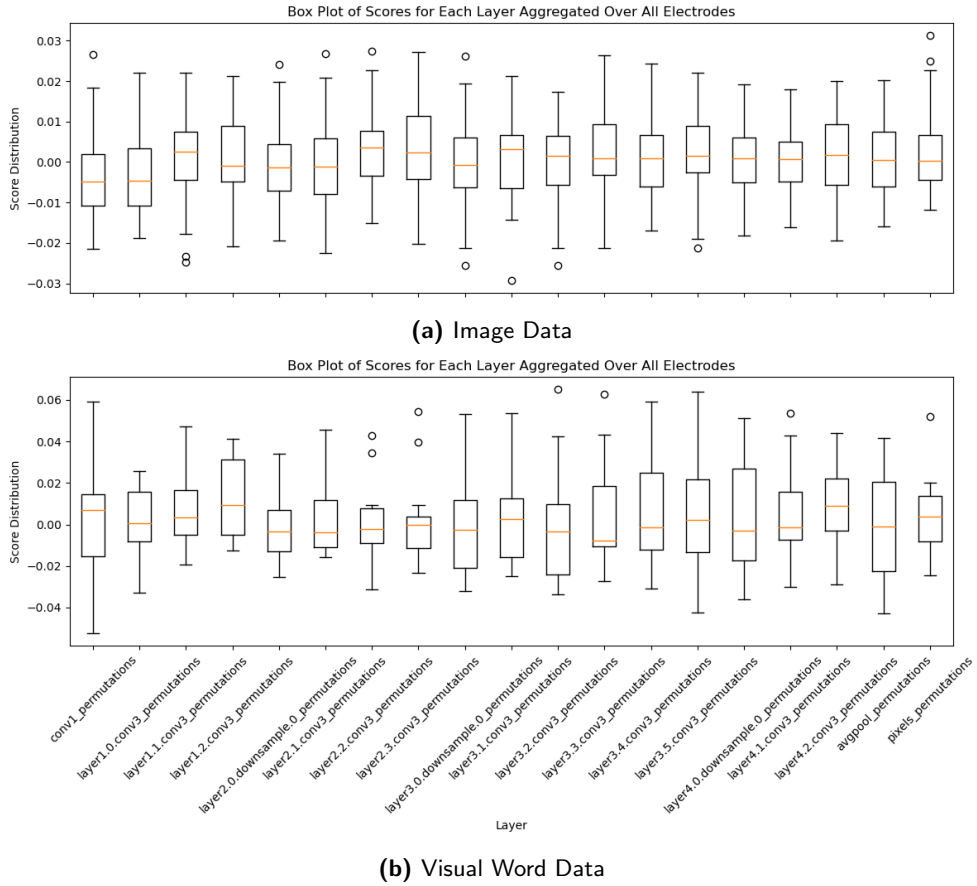 Box Plot of Scores for Each Layer Aggregated Over All Electrodes
0.03
0.02
0.01
0.00
−0.01
−0.02
−0.03
Score Distribution
(a) Image Data
Box Plot of Scores for Each Layer Aggregated Over All Electrodes
0.06
0.04
0.02
0.00
−0.02
−0.04
Score Distribution
conv1_permutations
layer1.0.conv3_permutations
layer1.1.conv3_permutations
layer1.2.conv3_permutations
layer2.0.downsample.0_permutations
layer2.1.conv3_permutations
layer2.2.conv3_permutations
layer2.3.conv3_permutations
layer3.0.downsample.0_permutations
layer3.1.conv3_permutations
layer3.2.conv3_permutations
layer3.3.conv3_permutations
layer3.4.conv3_permutations
layer3.5.conv3_permutations
layer4.0.downsample.0_permutations
layer4.1.conv3_permutations
layer4.2.conv3_permutations
avgpool_permutations
pixels_permutations
Layer
(b) Visual Word Data